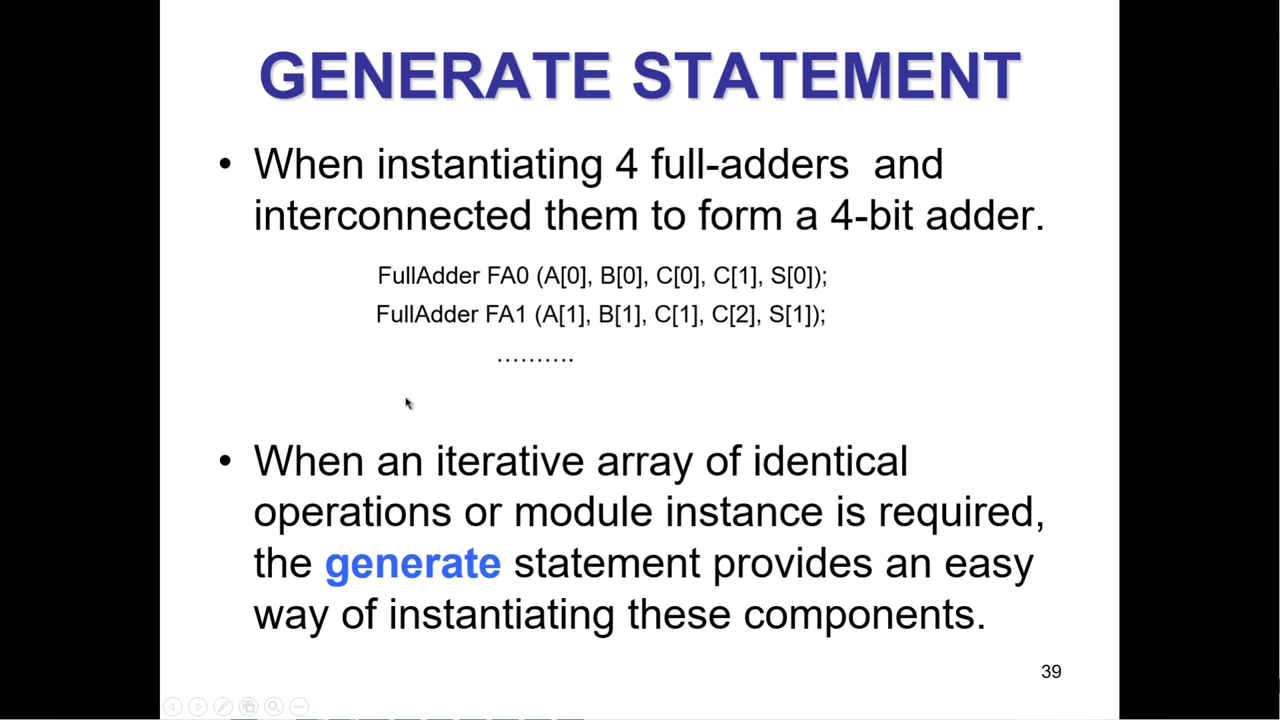 GENERATE STATEMENT
• When instantiating 4 full-adders and
interconnected them to form a 4-bit adder.
FullAdder FA0 (A[0], B[0], C[0], C[1], S[0]);
FullAdder FA1 (A[1], B[1], C[1], C[2], S[1]);
..........
• When an iterative array of identical
operations or module instance is required,
the generate statement provides an easy
way of instantiating these components.
39